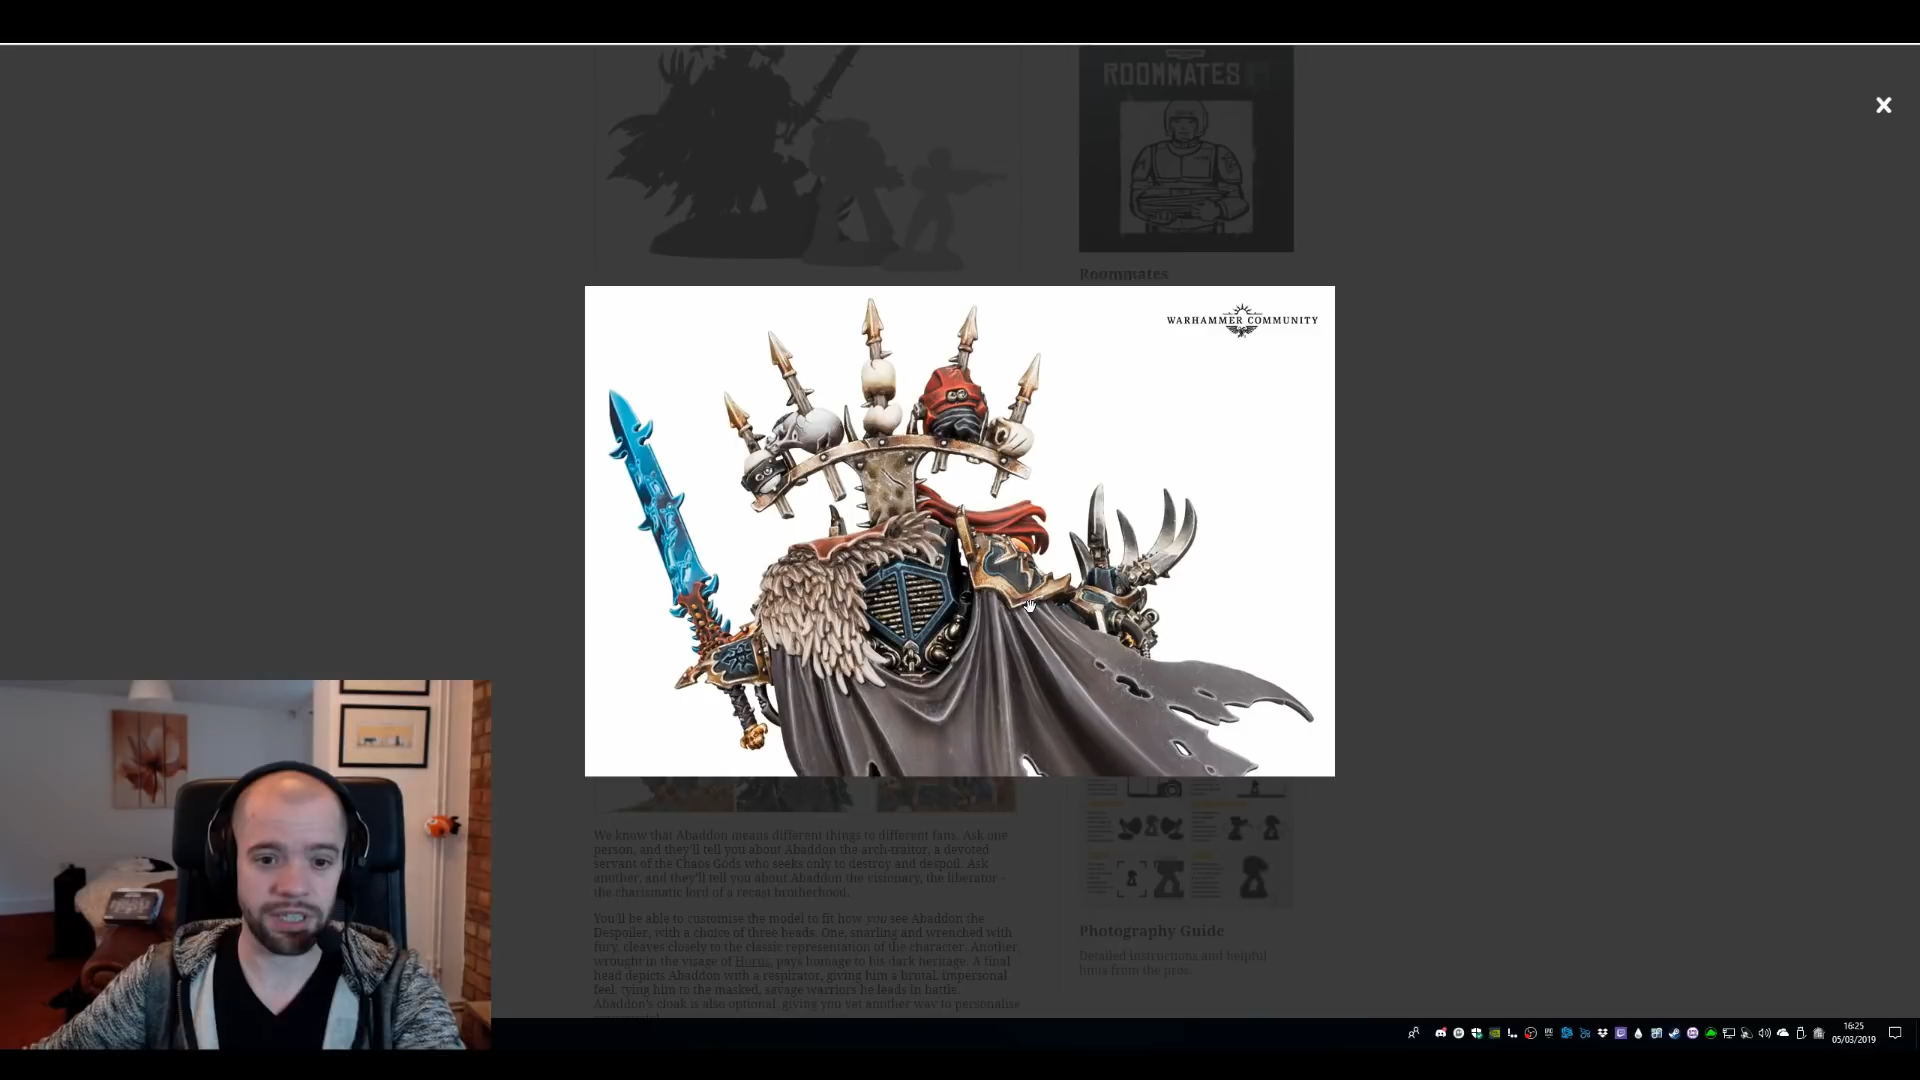 ROOMMATES
Roommates
WARHAMMER COMMUNITY
We know that Abaddon means different things to different fans. Ask one
person, and they'll tell you about Abaddon the arch-traitor, a devoted
servant of the Chaos Gods who seeks only to destroy and despoil. Ask
another, and they'll tell you about Abaddon the visionary, the liberator –
the charismatic lord of a recast brotherhood.
You'll be able to customise the model to fit how you see Abaddon the
Despoiler, with a choice of three heads. One, snarling and wrenched with
fury, cleaves closely to the classic representation of the character. Another,
wrought in the visage of Horus, pays homage to his dark heritage. A final
head depicts Abaddon with a respirator, giving him a brutal, impersonal
feel, tying him to the masked, savage warriors he leads in battle.
Abaddon's cloak is also optional, giving you yet another way to personalise
Photography Guide
Detailed instructions and helpful
hints from the pros.
16:25
05/03/2019